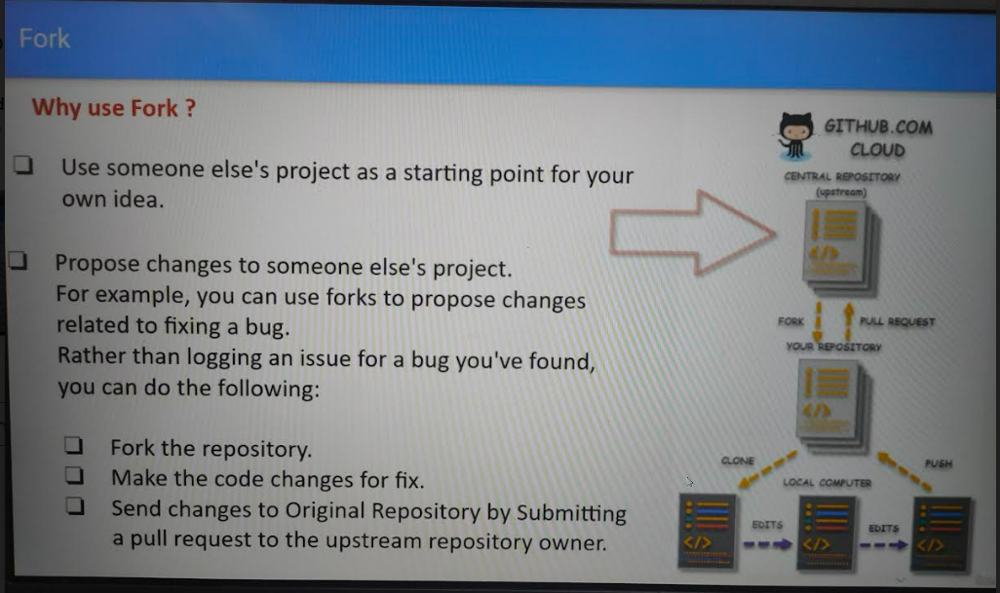 Fork
Why use Fork ?
Use someone else's project as a starting point for your
own idea.
Propose changes to someone else's project.
For example, you can use forks to propose changes
related to fixing a bug.
Rather than logging an issue for a bug you've found,
you can do the following:
Fork the repository.
Make the code changes for fix.
Send changes to Original Repository by Submitting
a pull request to the upstream repository owner.
GITHUB.COM
CLOUD
CENTRAL REPOSITORY
(upstream)
</>
FORK
PULL REQUEST
YOUR REPOSITORY
</>
CLONE
PUSH
LOCAL COMPUTER
EDITS
EDITS
</>
</>
</>